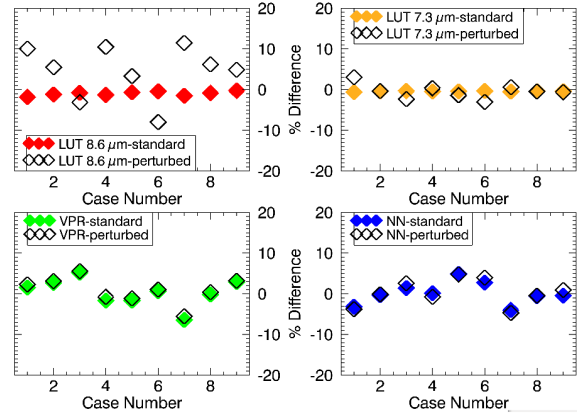 20
10
0
-10
-20
% Difference
LUT 8.6 μm-standard
LUT 8.6 μm-perturbed
2 4 6 8
Case Number
20
10
0
-10
-20
LUT 7.3 μm-standard
LUT 7.3 μm-perturbed
2 4 6 8
Case Number
20
10
0
-10
-20
% Difference
VPR-standard
VPR-perturbed
2 4 6 8
Case Number
20
10
0
-10
-20
NN-standard
NN-perturbed
2 4 6 8
Case Number